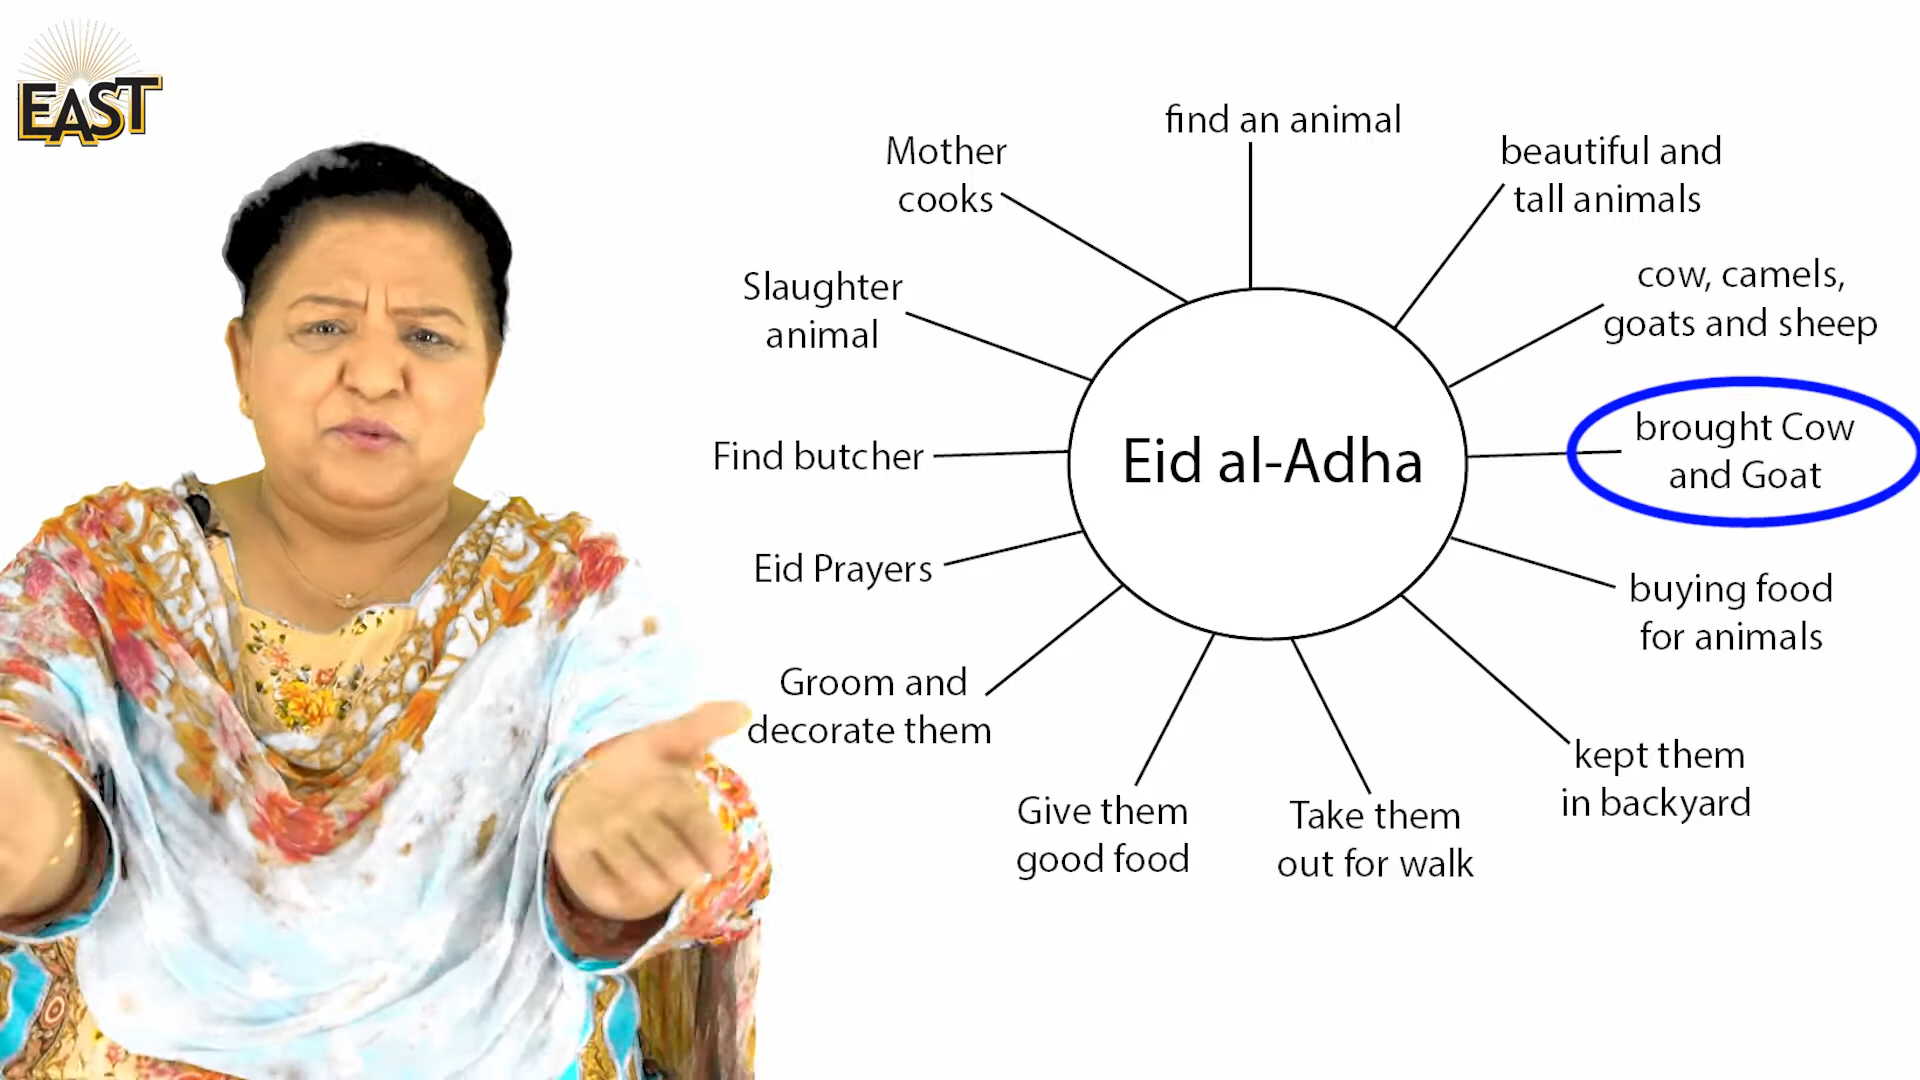 EAST
find an animal
beautiful and
tall animals
cow, camels,
goats and sheep
brought Cow
and Goat
buying food
for animals
kept them
in backyard
Take them
out for walk
Give them
good food
Groom and
decorate them
Eid Prayers
Find butcher
Slaughter
animal
Mother
cooks
Eid al-Adha